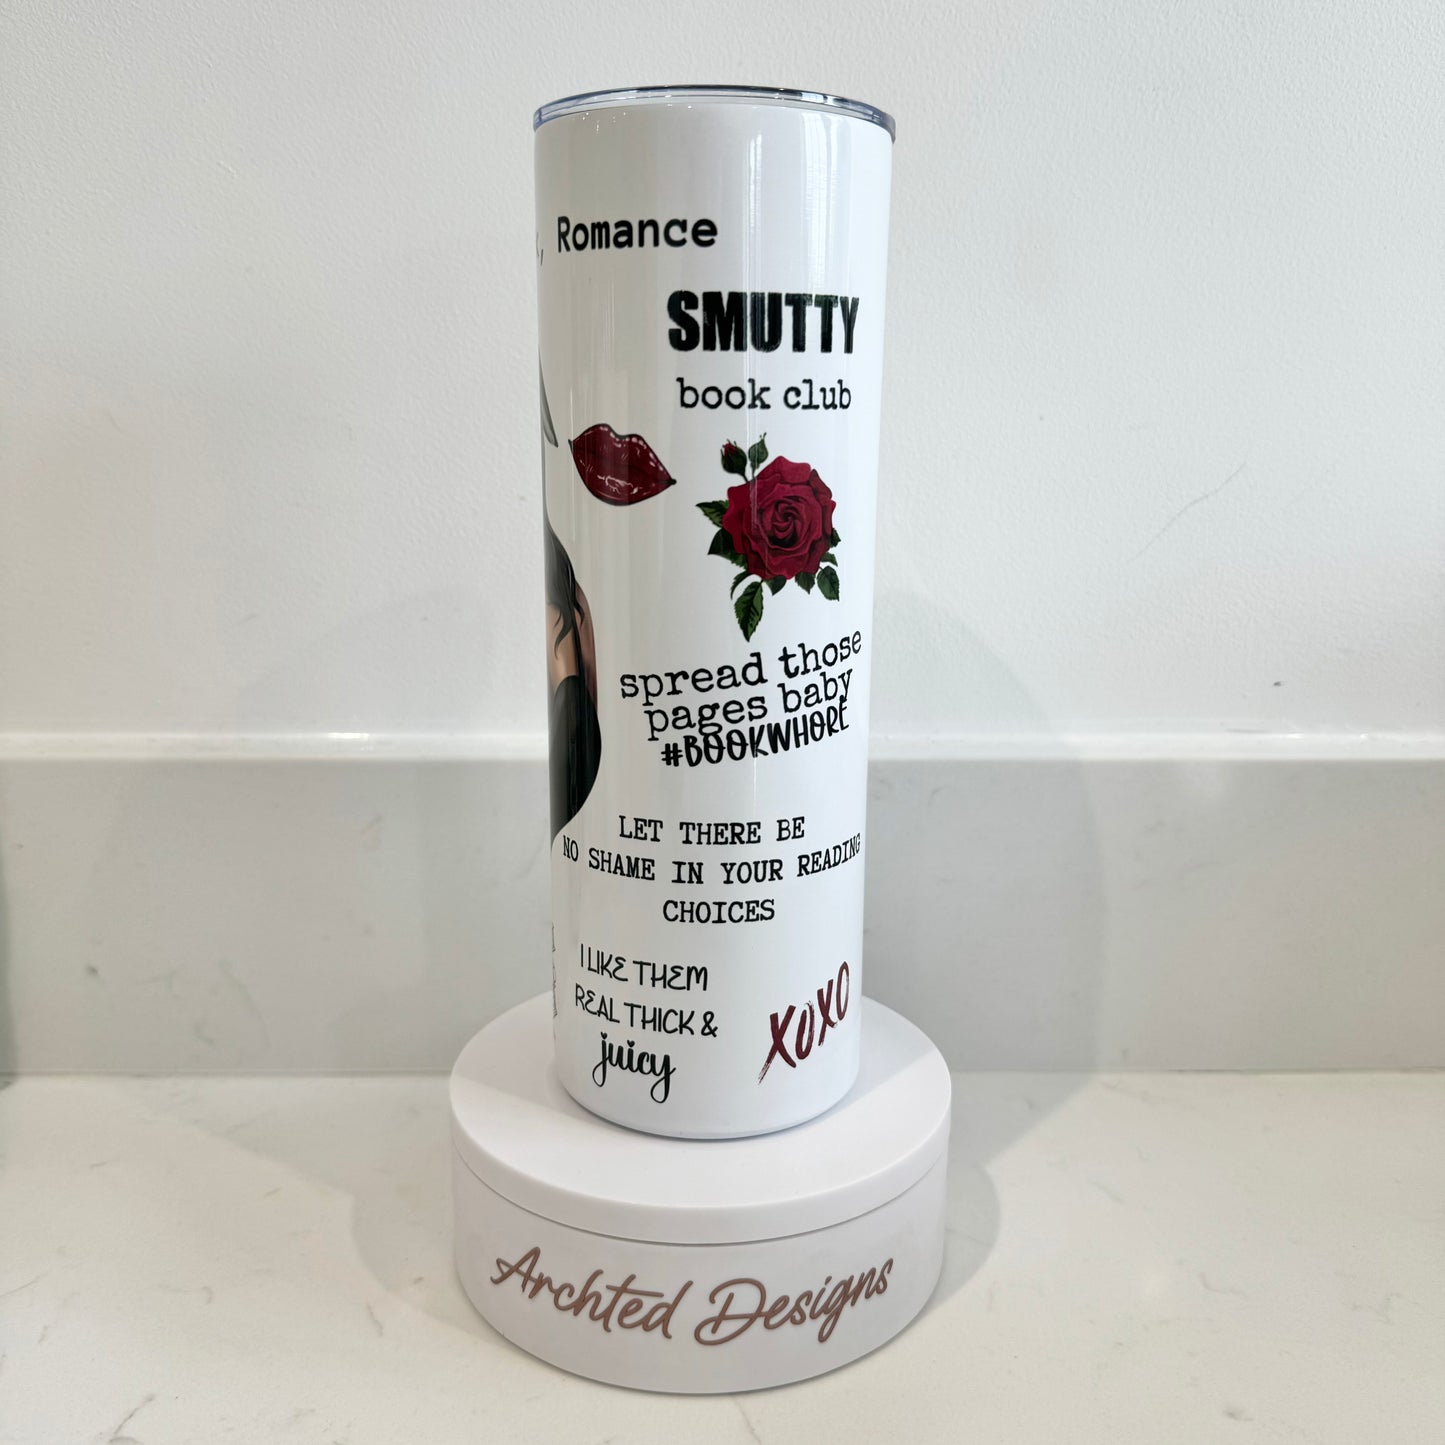 Romance
SMUTTY
book club
spread those
pages baby
#BOOKWHORE
LET THERE BE
NO SHAME IN YOUR READING
CHOICES
I LIKE THEM
REAL THICK &
juicy
XOXO
Archted Designs